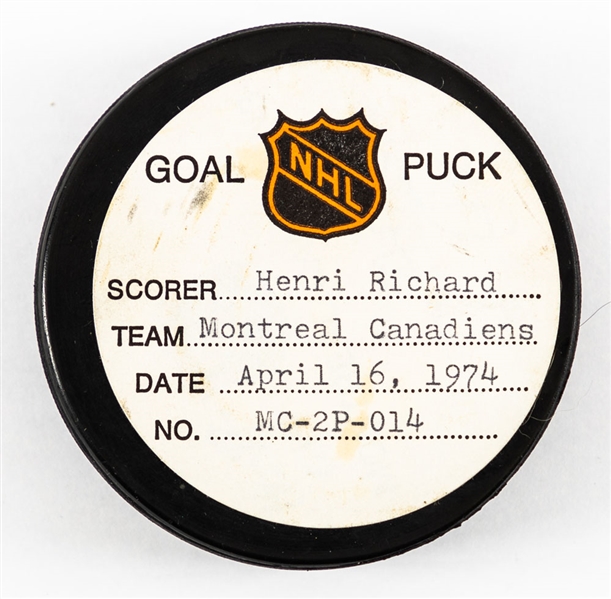 NHL
GOAL PUCK
SCORER Henri Richard
TEAM Montreal Canadiens
DATE April 16, 1974
NO. MC-2P-014